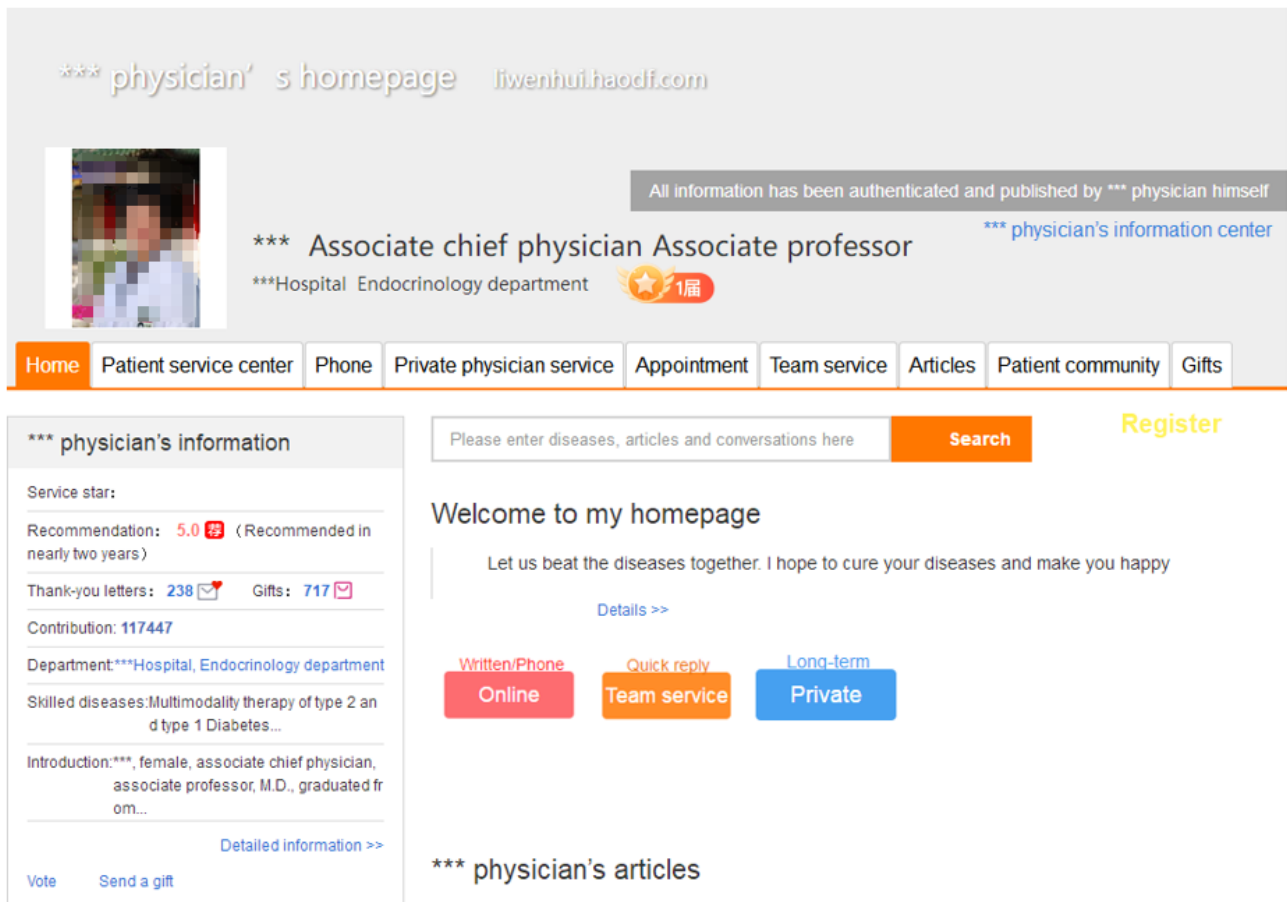 *** physician's homepage liwenhui.haodf.com
All information has been authenticated and published by *** physician himself
*** physician's information center
*** Associate chief physician Associate professor
***Hospital Endocrinology department 1届
Home Patient service center Phone Private physician service Appointment Team service Articles Patient community Gifts
*** physician's information
Service star:
Recommendation: 5.0 荐 (Recommended in
nearly two years)
Thank-you letters: 238 Gifts: 717
Contribution: 117447
Department:***Hospital, Endocrinology department
Skilled diseases:Multimodality therapy of type 2 an
d type 1 Diabetes...
Introduction:***, female, associate chief physician,
associate professor, M.D., graduated fr
om...
Detailed information >>
Vote Send a gift
Please enter diseases, articles and conversations here Search
Register
Welcome to my homepage
Let us beat the diseases together. I hope to cure your diseases and make you happy
Details >>
Written/Phone Quick reply Long-term
Online Team service Private
*** physician's articles